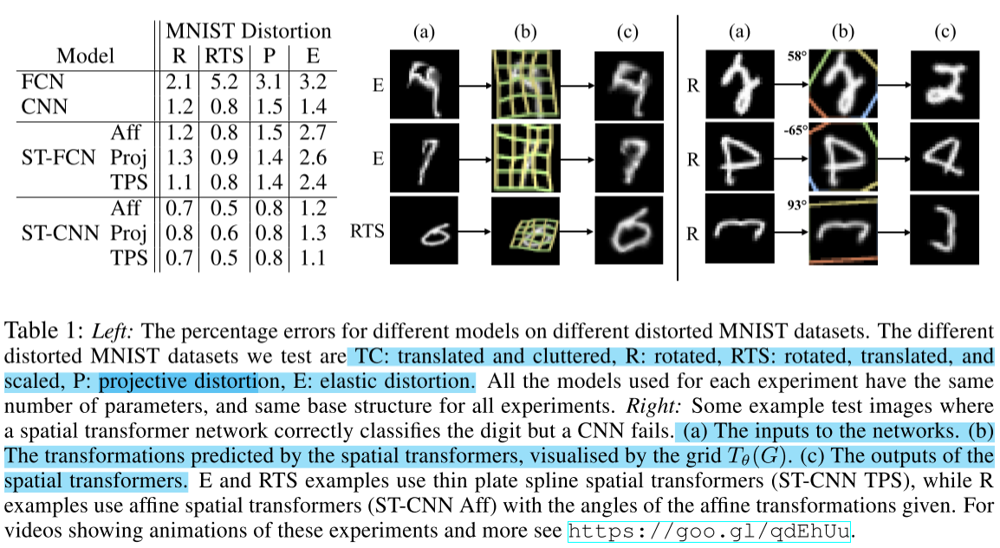 MNIST Distortion
Model R RTS P E
FCN 2.1 5.2 3.1 3.2
CNN 1.2 0.8 1.5 1.4
Aff 1.2 0.8 1.5 2.7
ST-FCN Proj 1.3 0.9 1.4 2.6
TPS 1.1 0.8 1.4 2.4
Aff 0.7 0.5 0.8 1.2
ST-CNN Proj 0.8 0.6 0.8 1.3
TPS 0.7 0.5 0.8 1.1
(a) (b) (c)
E
E
RTS
(a) (b) (c)
58°
R
-65°
R
93°
R
Table 1: Left: The percentage errors for different models on different distorted MNIST datasets. The different
distorted MNIST datasets we test are TC: translated and cluttered, R: rotated, RTS: rotated, translated, and
scaled, P: projective distortion, E: elastic distortion. All the models used for each experiment have the same
number of parameters, and same base structure for all experiments. Right: Some example test images where
a spatial transformer network correctly classifies the digit but a CNN fails. (a) The inputs to the networks. (b)
The transformations predicted by the spatial transformers, visualised by the grid Tθ(G). (c) The outputs of the
spatial transformers. E and RTS examples use thin plate spline spatial transformers (ST-CNN TPS), while R
examples use affine spatial transformers (ST-CNN Aff) with the angles of the affine transformations given. For
videos showing animations of these experiments and more see https://goo.gl/qdEhUu.